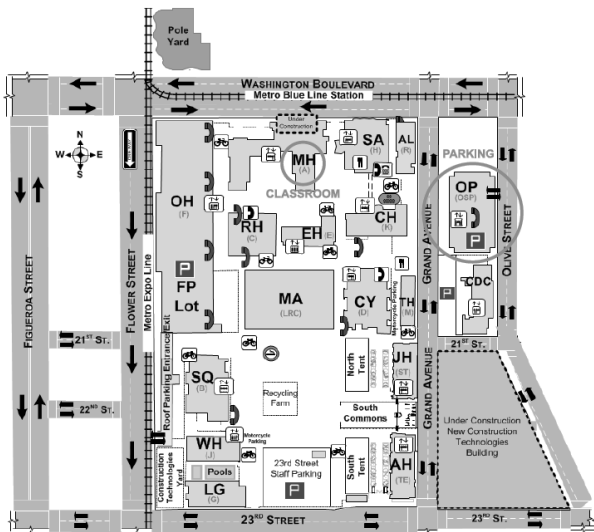 Pole
Yard
WASHINGTON BOULEVARD
Metro Blue Line Station
Under
Construction
SA
(H)
AL
(R)
N
W E
S
MH
(A)
CLASSROOM
PARKING
OP
(OSP)
P
OH
(F)
RH
(C)
EH
(E)
CH
(K)
GRAND AVENUE
OLIVE STREET
FIGUEROA STREET
FLOWER STREET
Metro Expo Line
P
FP
Lot
MA
(LRC)
CY
(D)
TH
(M)
Motorcycle Parking
P
CDC
21ST ST.
21ST ST.
Roof Parking Entrance/Exit
North
Tent
JH
(ST)
GRAND AVENUE
SQ
(B)
22ND ST.
Recycling
Farm
South
Commons
Under Construction
New Construction
Technologies
Building
WH
(J)
Motorcycle
Parking
Construction
Technologies
Yard
Pools
LG
(G)
23rd Street
Staff Parking
P
South
Tent
AH
(TE)
23RD STREET
23RD ST.